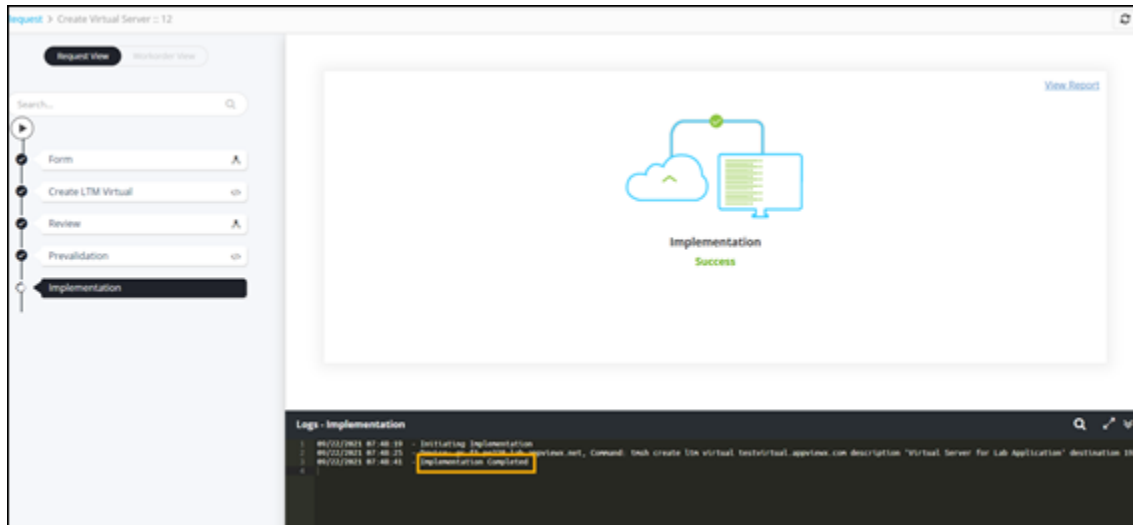 Request > Create Virtual Server :: 12
Request View Workorder View
Search...
Form
Create LTM Virtual
Review
Prevalidation
Implementation
View Report
Implementation
Success
Logs - Implementation
1 09/22/2021 07:48:19 - Initiating Implementation
2 09/22/2021 07:48:25 - Command: tmsh create ltm virtual testvirtual.appviewx.com description 'Virtual Server for Lab Application' destination
3 09/22/2021 07:48:41 - Implementation Completed
4